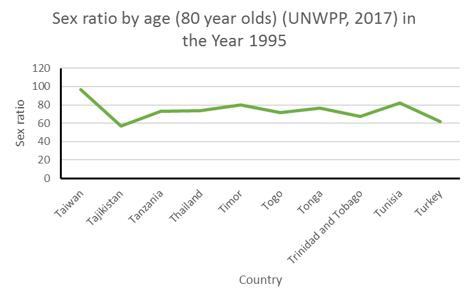 Sex ratio by age (80 year olds) (UNWPP, 2017) in
the Year 1995
120
100
80
60
40
20
0
Sex ratio
Taiwan
Tajikistan
Tanzania
Thailand
Timor
Togo
Tonga
Trinidad and Tobago
Tunisia
Turkey
Country